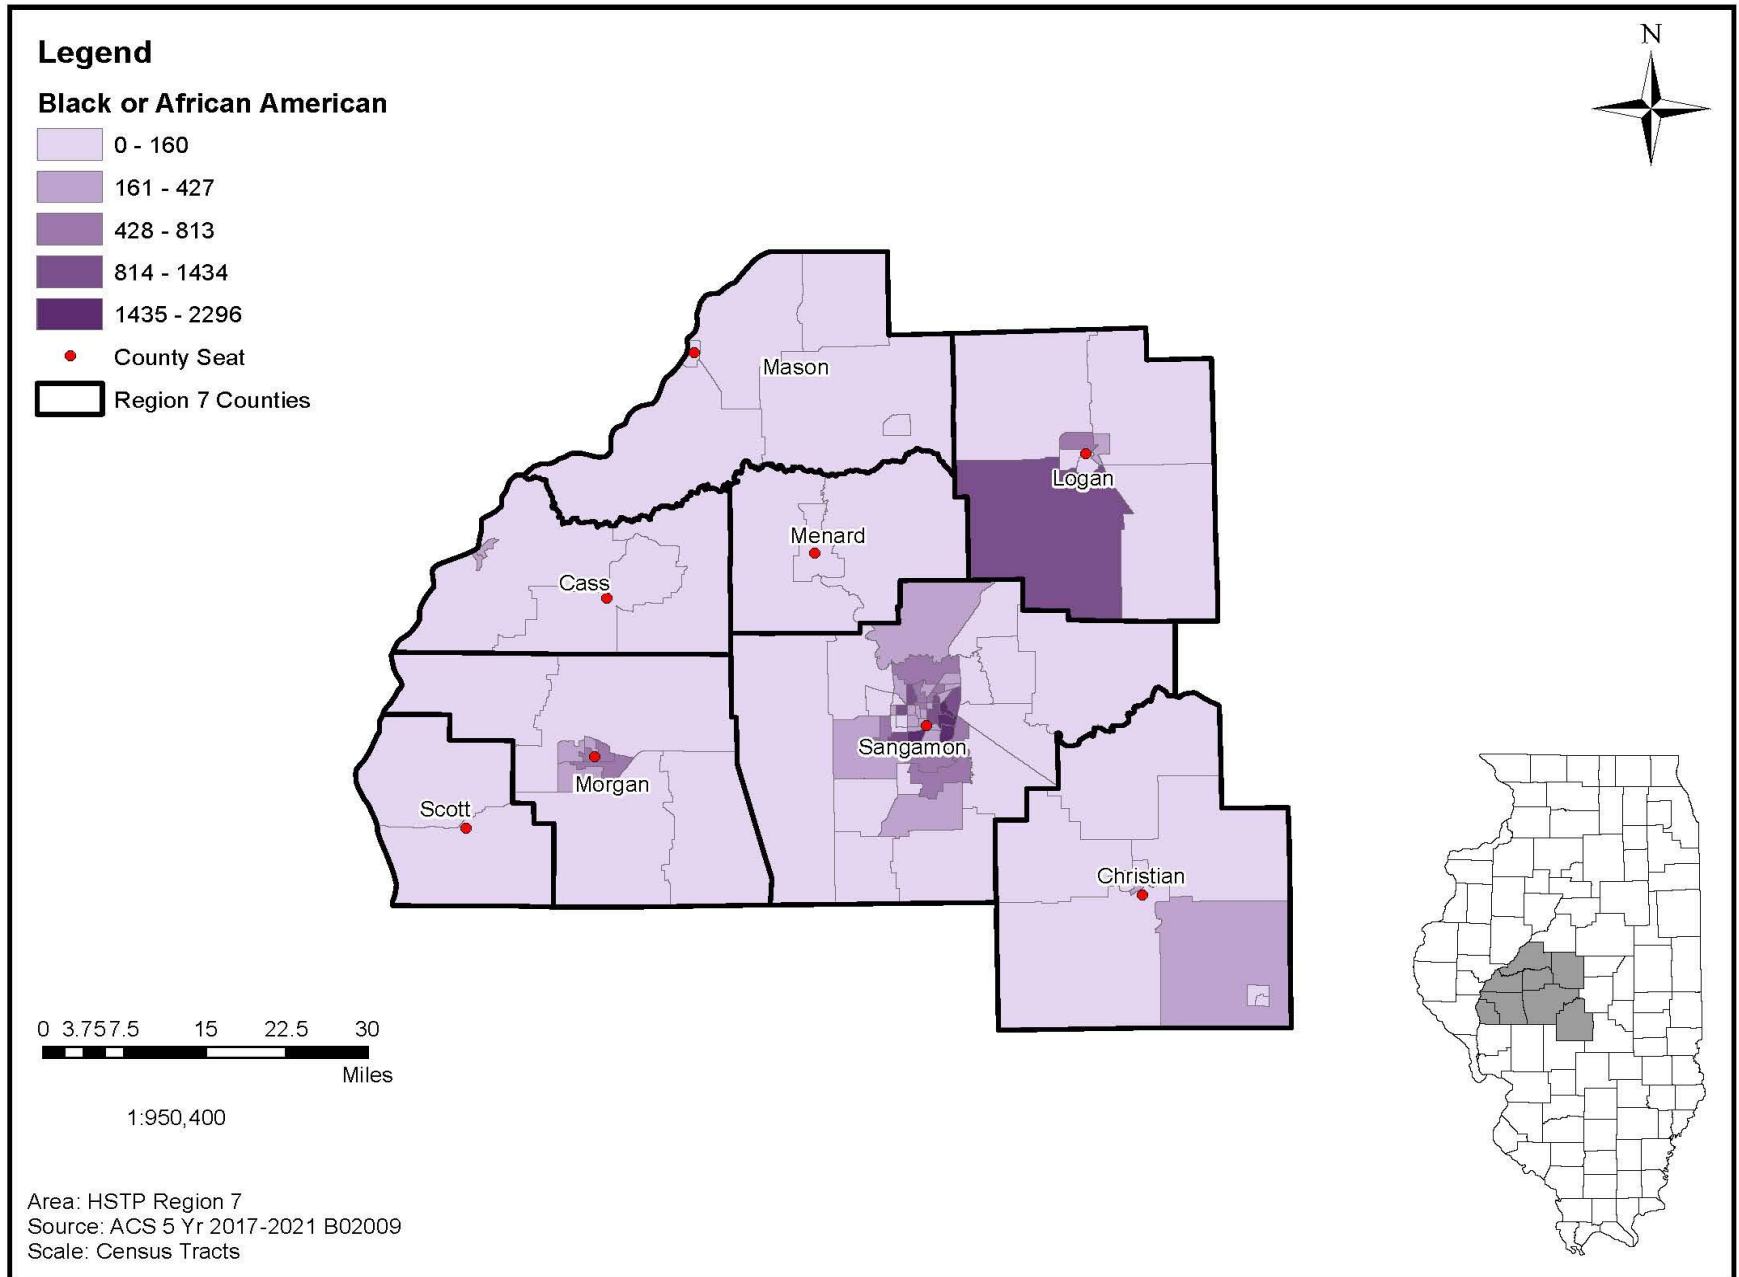 Legend
Black or African American
0 - 160
161 - 427
428 - 813
814 - 1434
1435 - 2296
County Seat
Region 7 Counties
N
Mason
Logan
Menard
Cass
Sangamon
Morgan
Scott
Christian
0 3.75 7.5 15 22.5 30
Miles
1:950,400
Area: HSTP Region 7
Source: ACS 5 Yr 2017-2021 B02009
Scale: Census Tracts